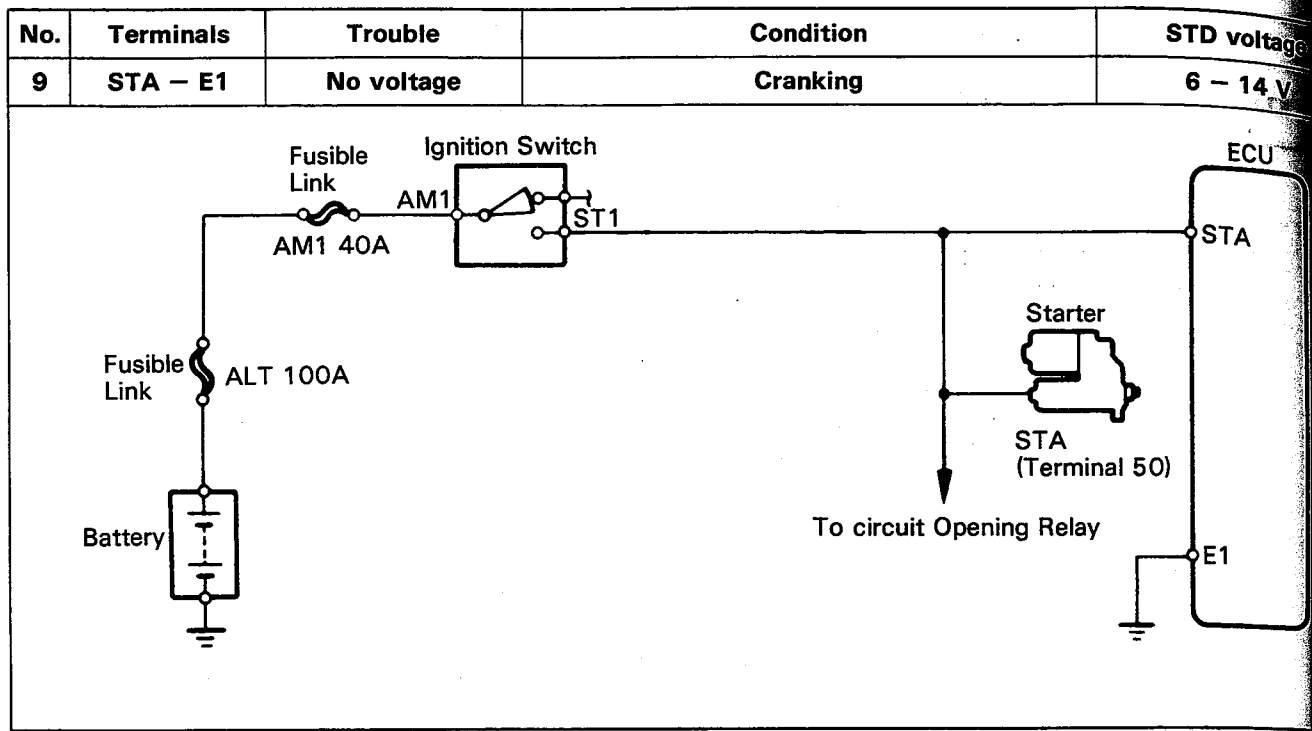 No. Terminals Trouble Condition STD voltage
9 STA – E1 No voltage Cranking 6 – 14 V
Fusible
Link
Ignition Switch
ECU
AM1
ST1
AM1 40A
STA
Starter
Fusible
Link
ALT 100A
STA
(Terminal 50)
Battery
To circuit Opening Relay
E1